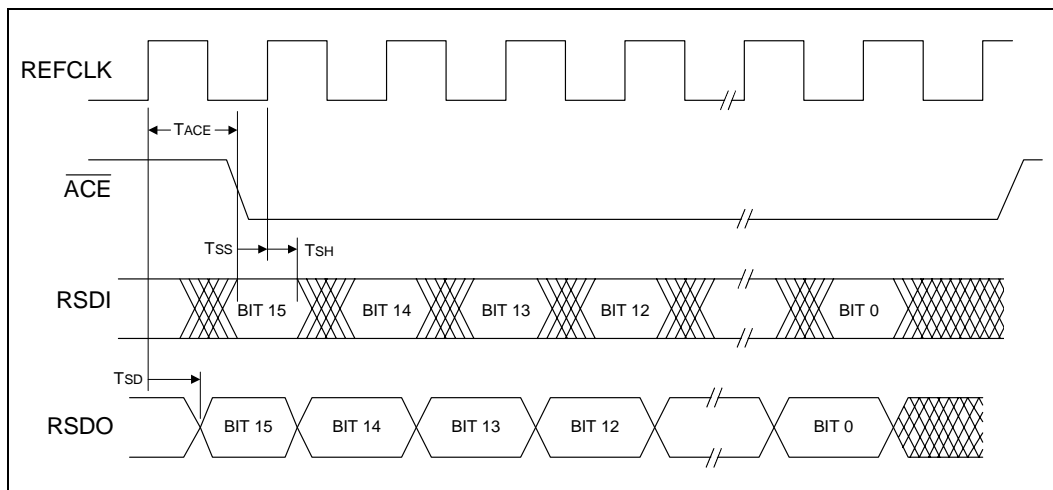 REFCLK
TACE
ACE
TSS TSH
RSDI BIT 15 BIT 14 BIT 13 BIT 12 BIT 0
TSD
RSDO BIT 15 BIT 14 BIT 13 BIT 12 BIT 0